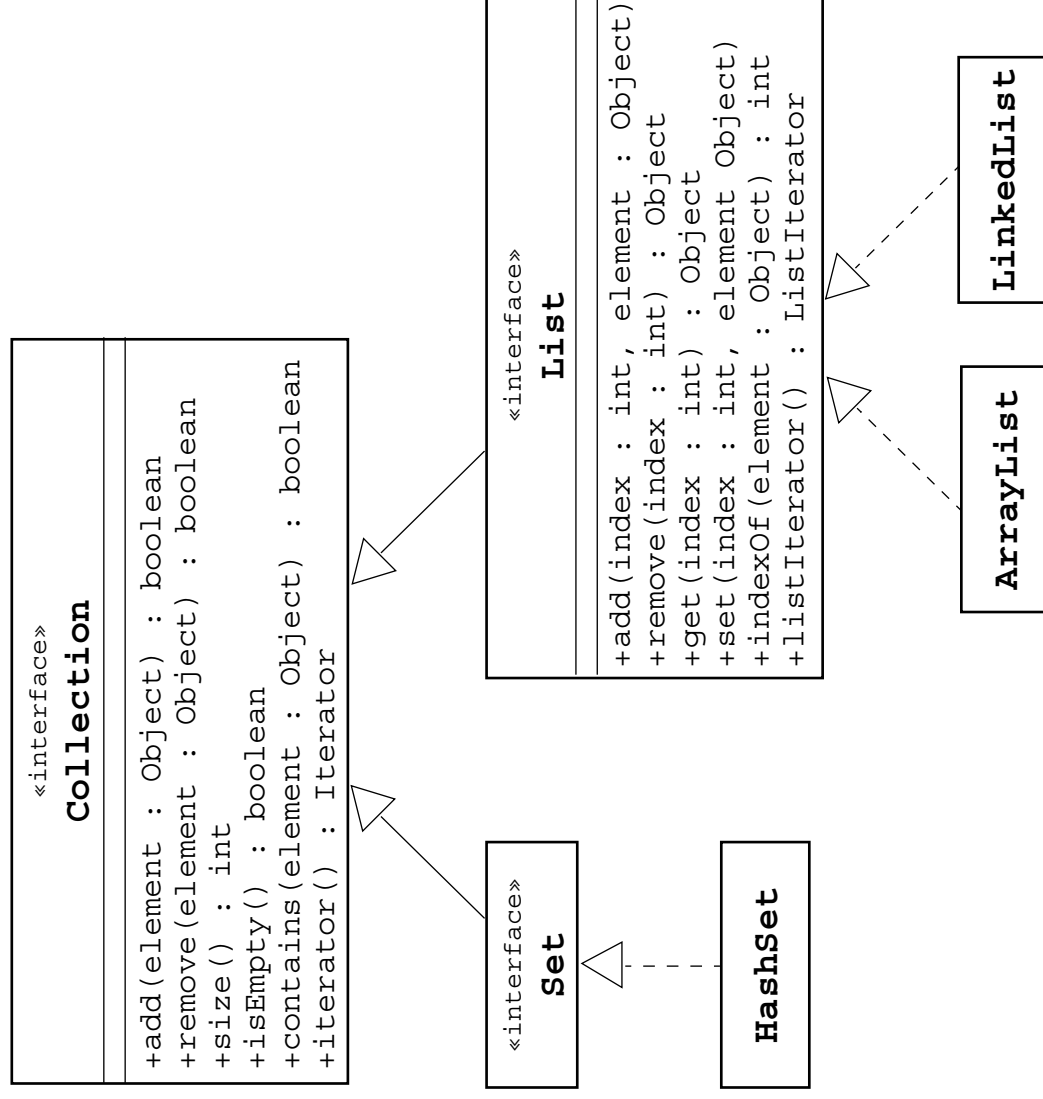 «interface»
Collection
+add(element : Object) : boolean
+remove(element : Object) : boolean
+size() : int
+isEmpty() : boolean
+contains(element : Object) : boolean
+iterator() : Iterator
«interface»
Set
HashSet
«interface»
List
+add(index : int, element : Object)
+remove(index : int) : Object
+get(index : int) : Object
+set(index : int, element Object)
+indexOf(element : Object) : int
+listIterator() : ListIterator
ArrayList
LinkedList